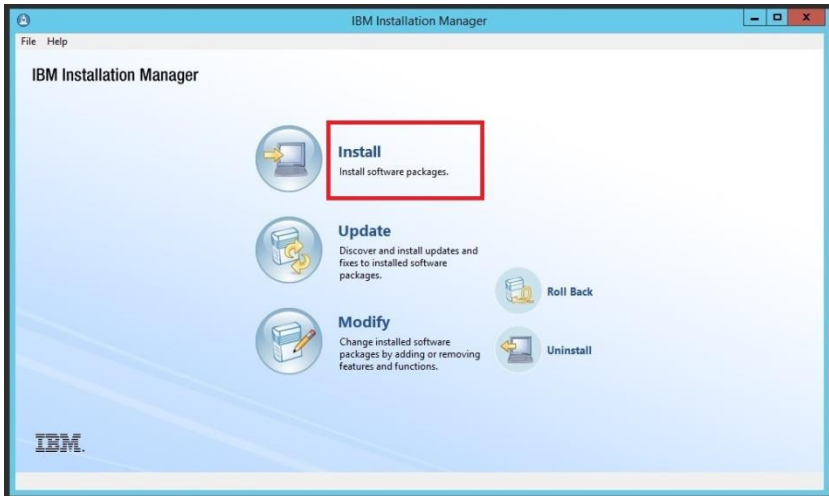 IBM Installation Manager
File Help
IBM Installation Manager
Install
Install software packages.
Update
Discover and install updates and
fixes to installed software
packages.
Roll Back
Modify
Change installed software
packages by adding or removing
features and functions.
Uninstall
IBM.